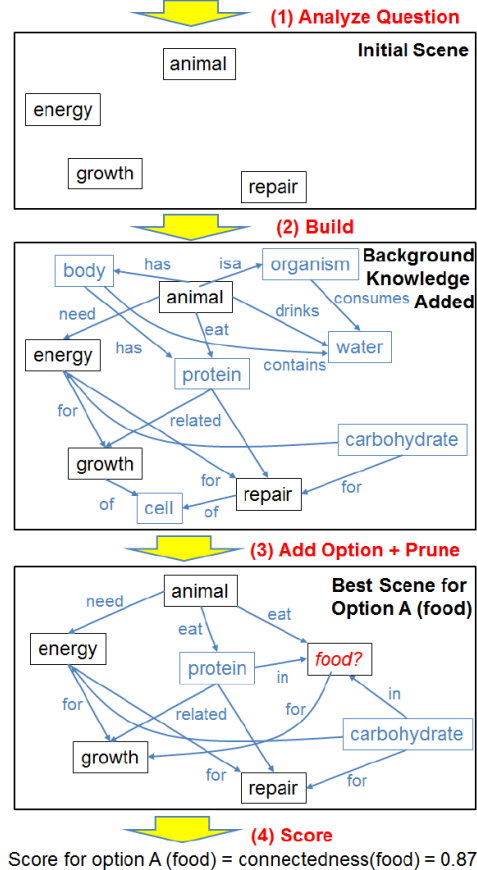 (1) Analyze Question
Initial Scene
animal
energy
growth
repair
(2) Build
Background
Knowledge
Added
body
has
isa
organism
animal
consumes
need
drinks
eat
energy
has
water
contains
protein
for
related
carbohydrate
growth
for
repair
for
of
cell
of
(3) Add Option + Prune
Best Scene for
Option A (food)
animal
need
eat
energy
eat
food?
protein
in
in
for
related
for
carbohydrate
growth
for
repair
for
(4) Score
Score for option A (food) = connectedness(food) = 0.87